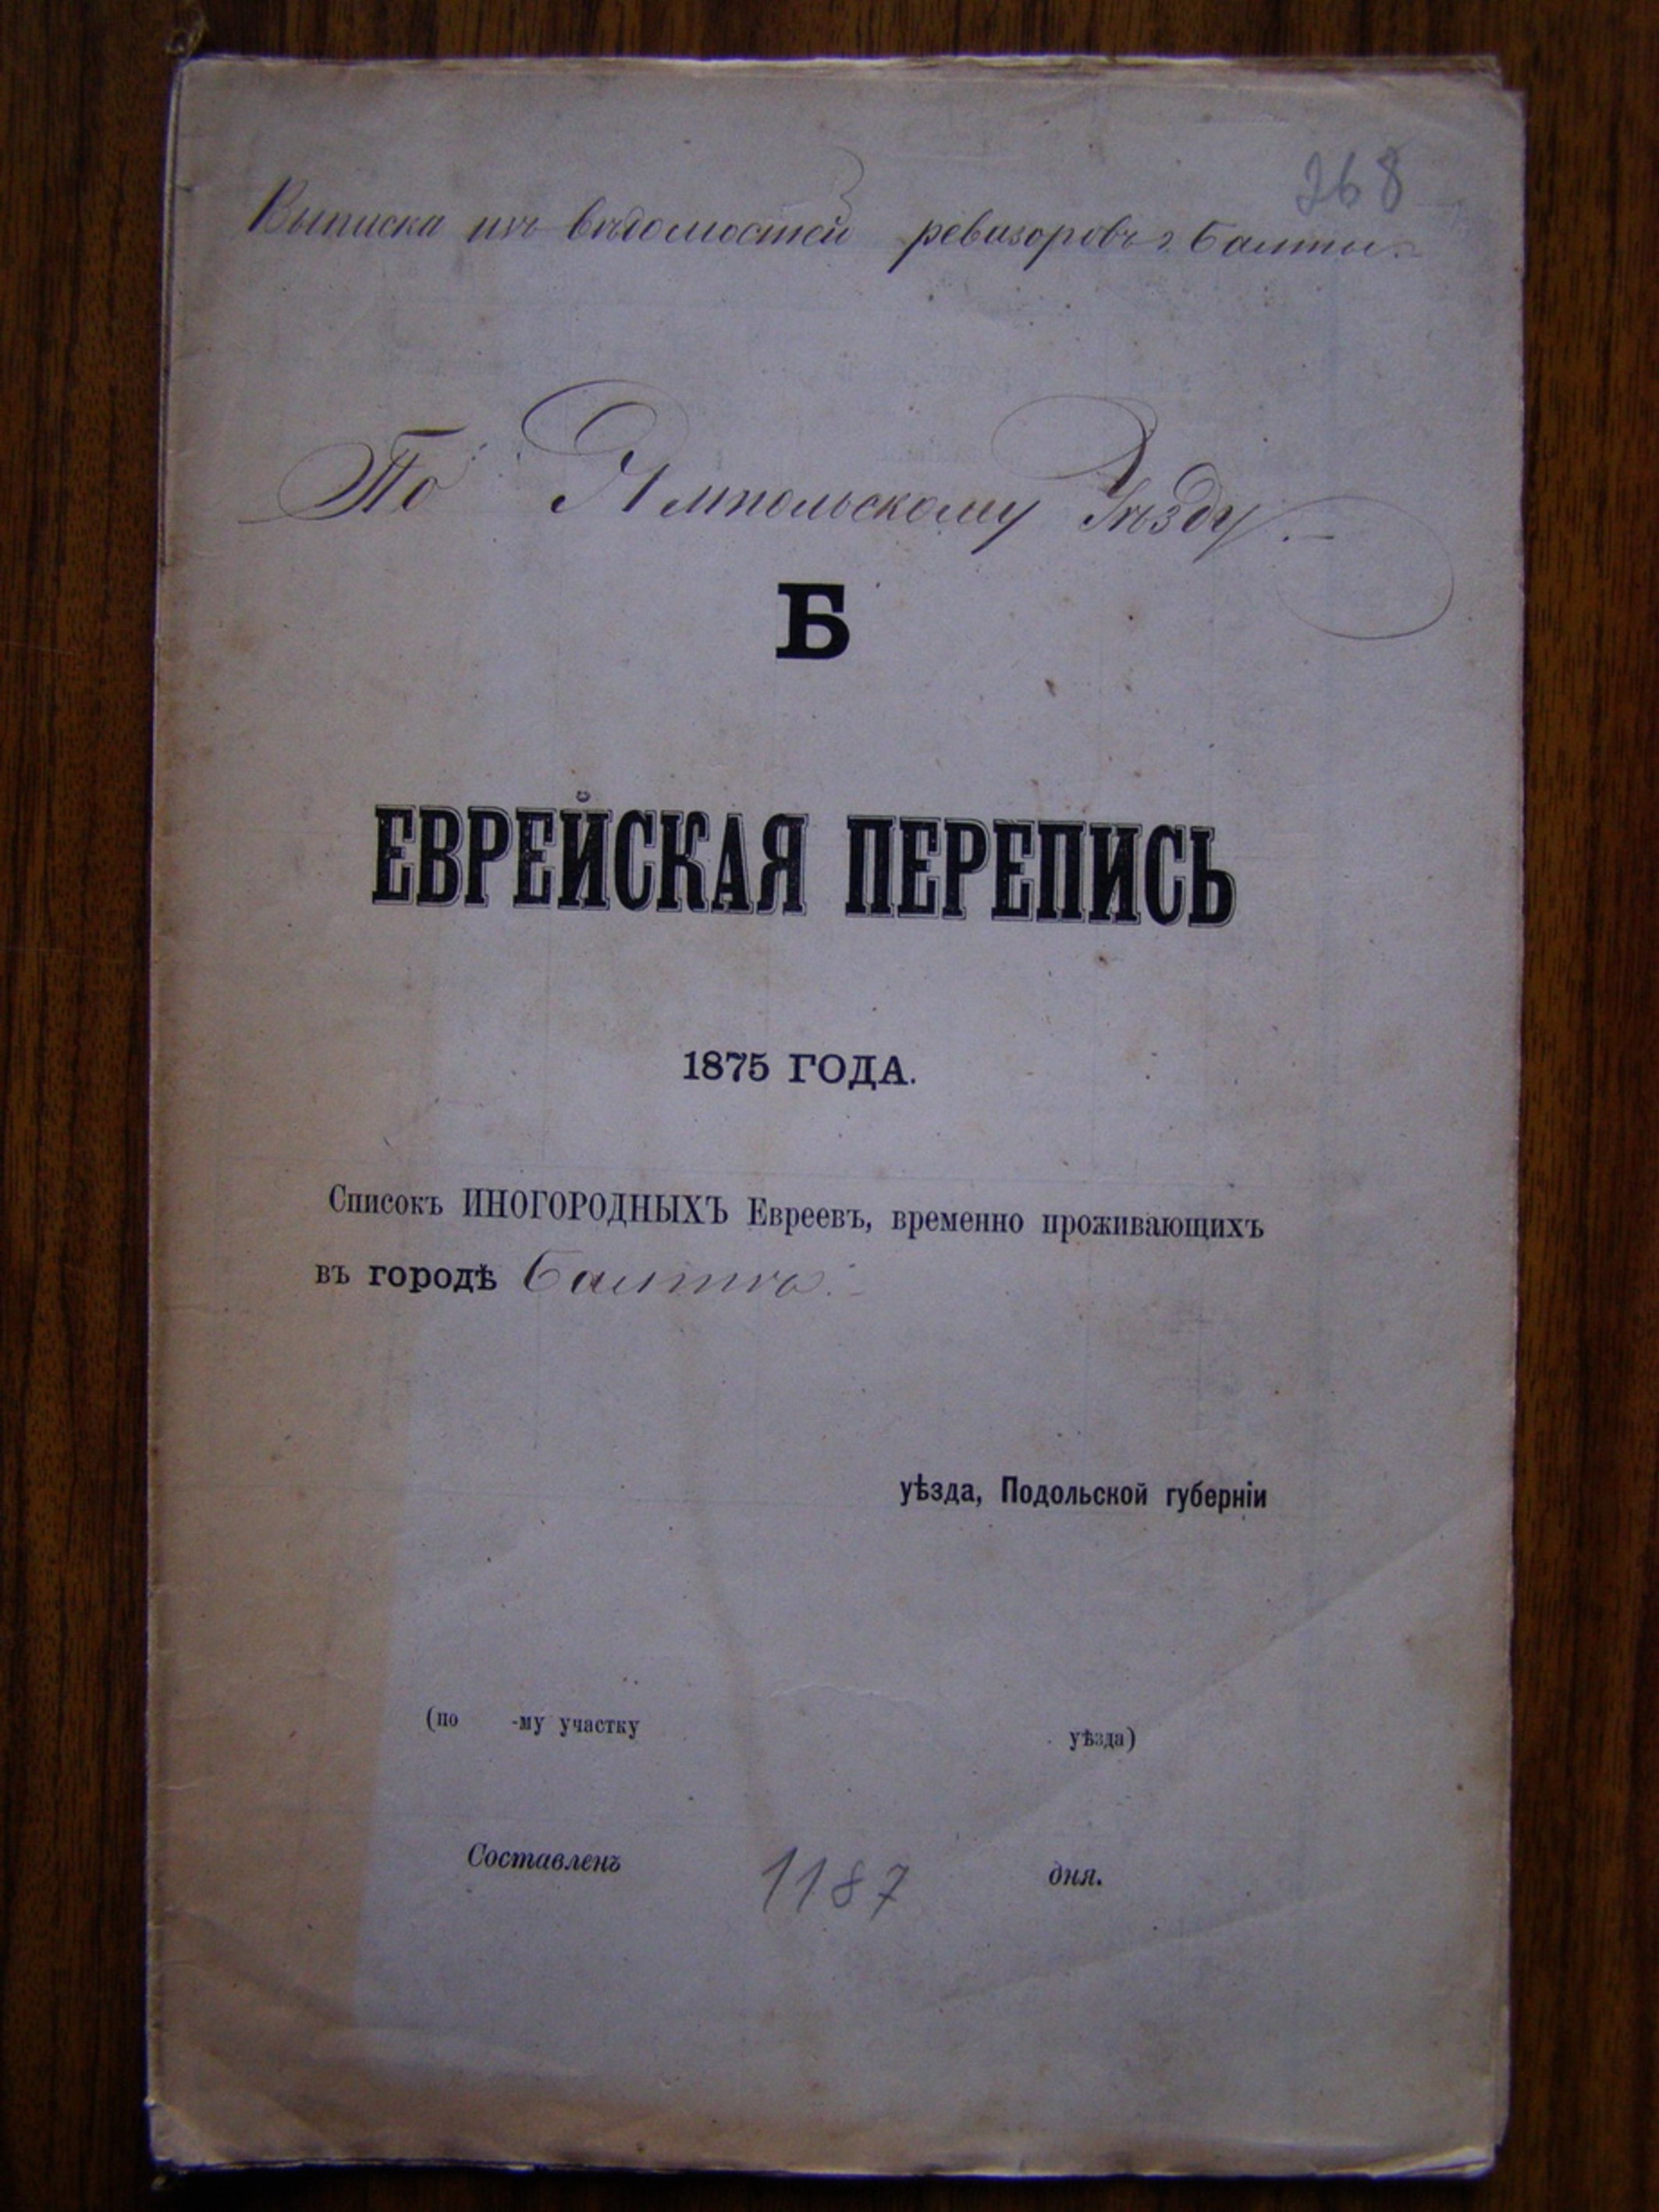 268
Выписка изъ вѣдомостей ревизоровъ г. Балты.
По Ямпольскому Уѣзду.
Б
ЕВРЕЙСКАЯ ПЕРЕПИСЬ
1875 ГОДА.
Списокъ ИНОГОРОДНЫХЪ Евреевъ, временно проживающихъ
въ городѣ Балтѣ.
уѣзда, Подольской губерніи
(по -му участку уѣзда)
Составленъ 1187 дня.